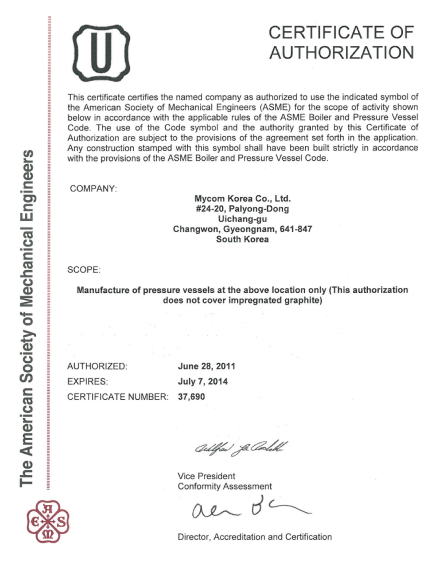 U
CERTIFICATE OF
AUTHORIZATION
This certificate certifies the named company as authorized to use the indicated symbol of
the American Society of Mechanical Engineers (ASME) for the scope of activity shown
below in accordance with the applicable rules of the ASME Boiler and Pressure Vessel
Code. The use of the Code symbol and the authority granted by this Certificate of
Authorization are subject to the provisions of the agreement set forth in the application.
Any construction stamped with this symbol shall have been built strictly in accordance
with the provisions of the ASME Boiler and Pressure Vessel Code.
COMPANY:
Mycom Korea Co., Ltd.
#24-20, Palyong-Dong
Uichang-gu
Changwon, Gyeongnam, 641-847
South Korea
SCOPE:
Manufacture of pressure vessels at the above location only (This authorization
does not cover impregnated graphite)
AUTHORIZED: June 28, 2011
EXPIRES: July 7, 2014
CERTIFICATE NUMBER: 37,690
Vice President
Conformity Assessment
Director, Accreditation and Certification
The American Society of Mechanical Engineers
ASME